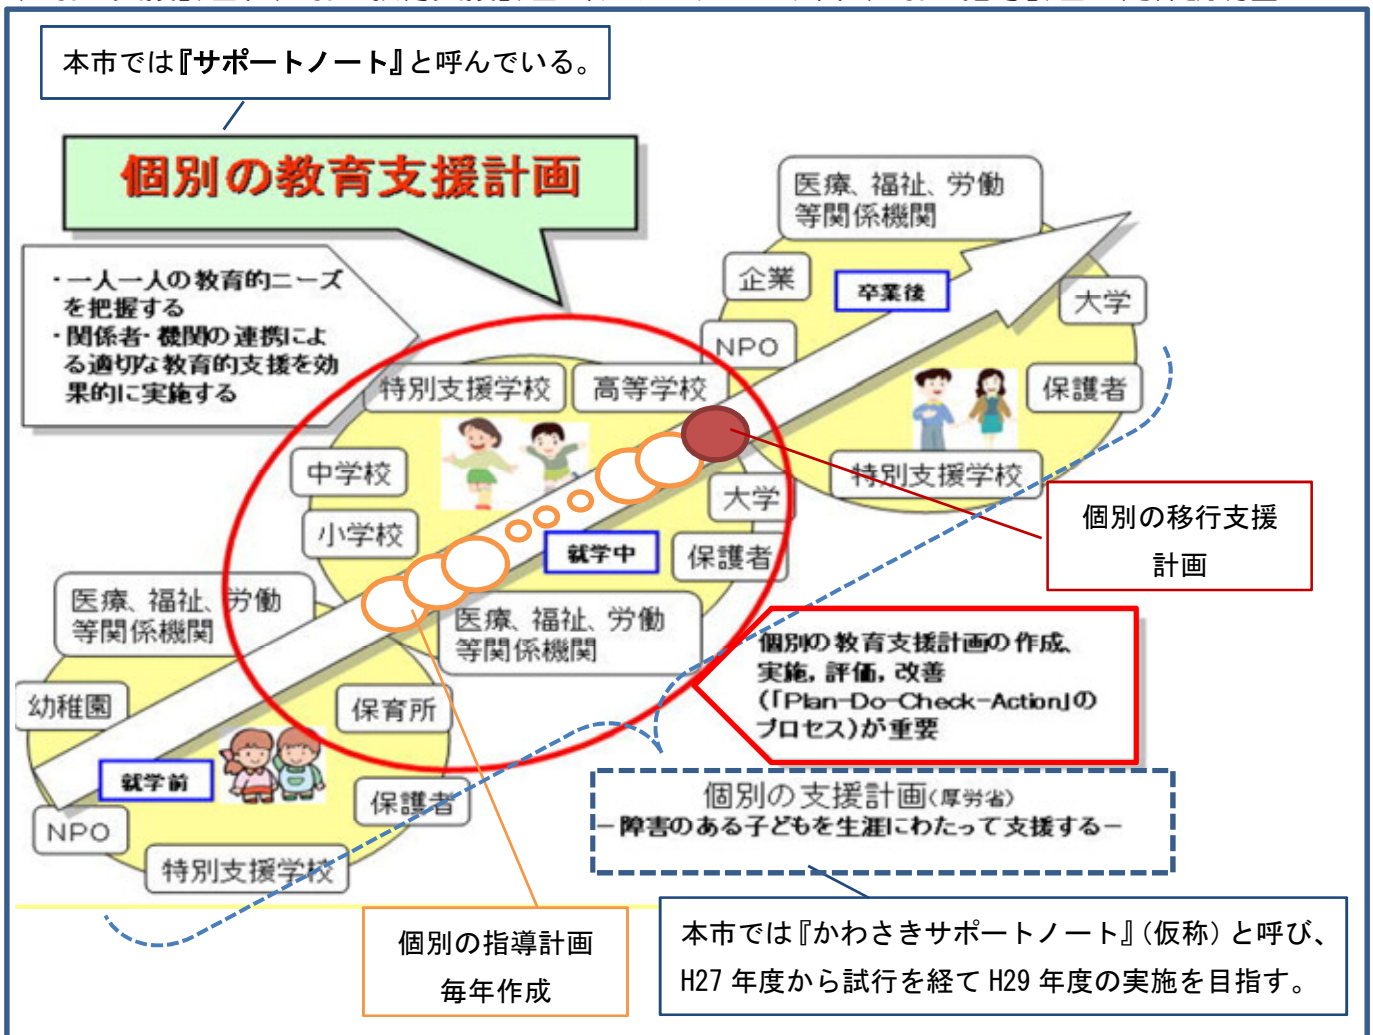 本市では『サポートノート』と呼んでいる。
個別の教育支援計画
・一人一人の教育的ニーズ
を把握する
・関係者・機関の連携によ
る適切な教育的支援を効
果的に実施する
医療、福祉、労働
等関係機関
企業
卒業後
大学
NPO
保護者
特別支援学校
特別支援学校
高等学校
中学校
小学校
大学
就学中
保護者
医療、福祉、労働
等関係機関
個別の移行支援
計画
医療、福祉、労働
等関係機関
幼稚園
保育所
就学前
保護者
NPO
特別支援学校
個別の教育支援計画の作成、
実施，評価，改善
（「Plan-Do-Check-Action」の
プロセス）が重要
個別の支援計画（厚労省）
－障害のある子どもを生涯にわたって支援する－
個別の指導計画
毎年作成
本市では『かわさきサポートノート』（仮称）と呼び、
H27 年度から試行を経て H29 年度の実施を目指す。